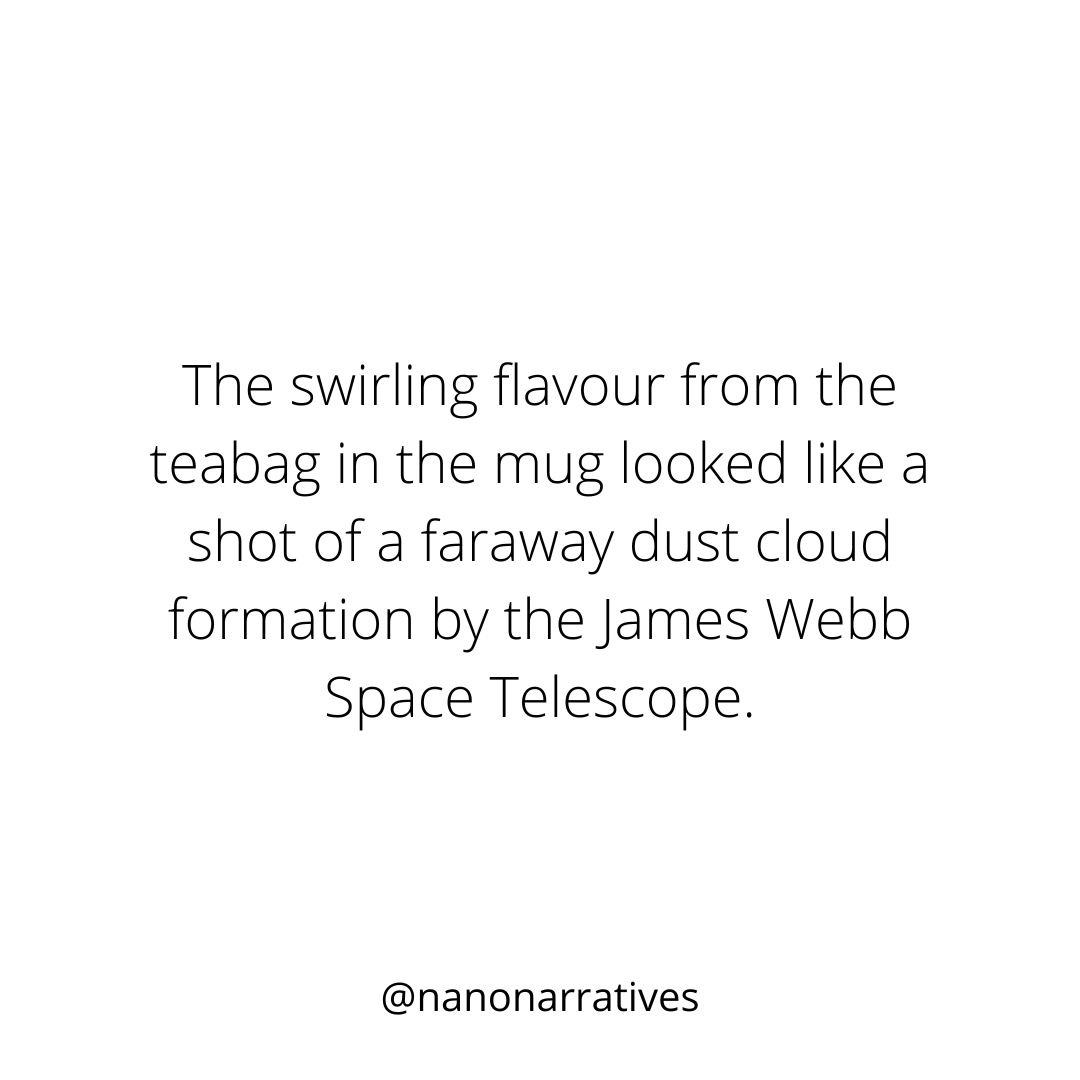 The swirling flavour from the
teabag in the mug looked like a
shot of a faraway dust cloud
formation by the James Webb
Space Telescope.
@nanonarratives